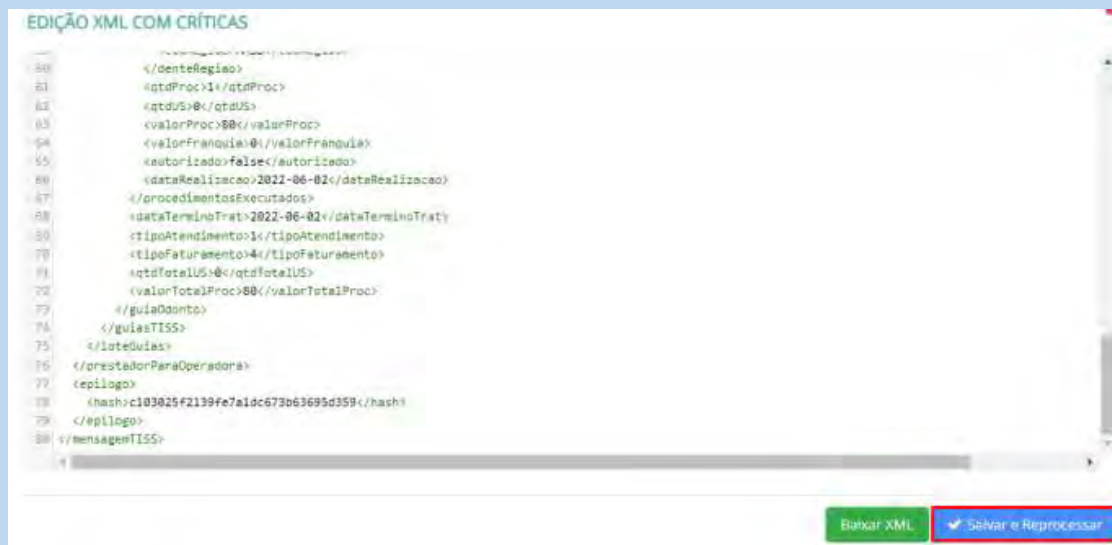 EDIÇÃO XML COM CRÍTICAS
60 </denteRegiao>
61 <qtdProc>1</qtdProc>
62 <qtdUS>0</qtdUS>
63 <valorProc>80</valorProc>
64 <valorFranquia>0</valorFranquia>
65 <autorizado>false</autorizado>
66 <dataRealizacao>2022-06-02</dataRealizacao>
67 </procedimentosExecutados>
68 <dataTerminoTrat>2022-06-02</dataTerminoTrat>
69 <tipoAtendimento>1</tipoAtendimento>
70 <tipoFaturamento>4</tipoFaturamento>
71 <qtdTotalUS>0</qtdTotalUS>
72 <valorTotalProc>80</valorTotalProc>
73 </guiaOdonto>
74 </guiasTISS>
75 </loteGuias>
76 </prestadorParaOperadora>
77 <epilogo>
78 <hash>c103025f2139fe7a1dc673b63695d359</hash>
79 </epilogo>
80 </mensagemTISS>
Baixar XML
Salvar e Reprocessar